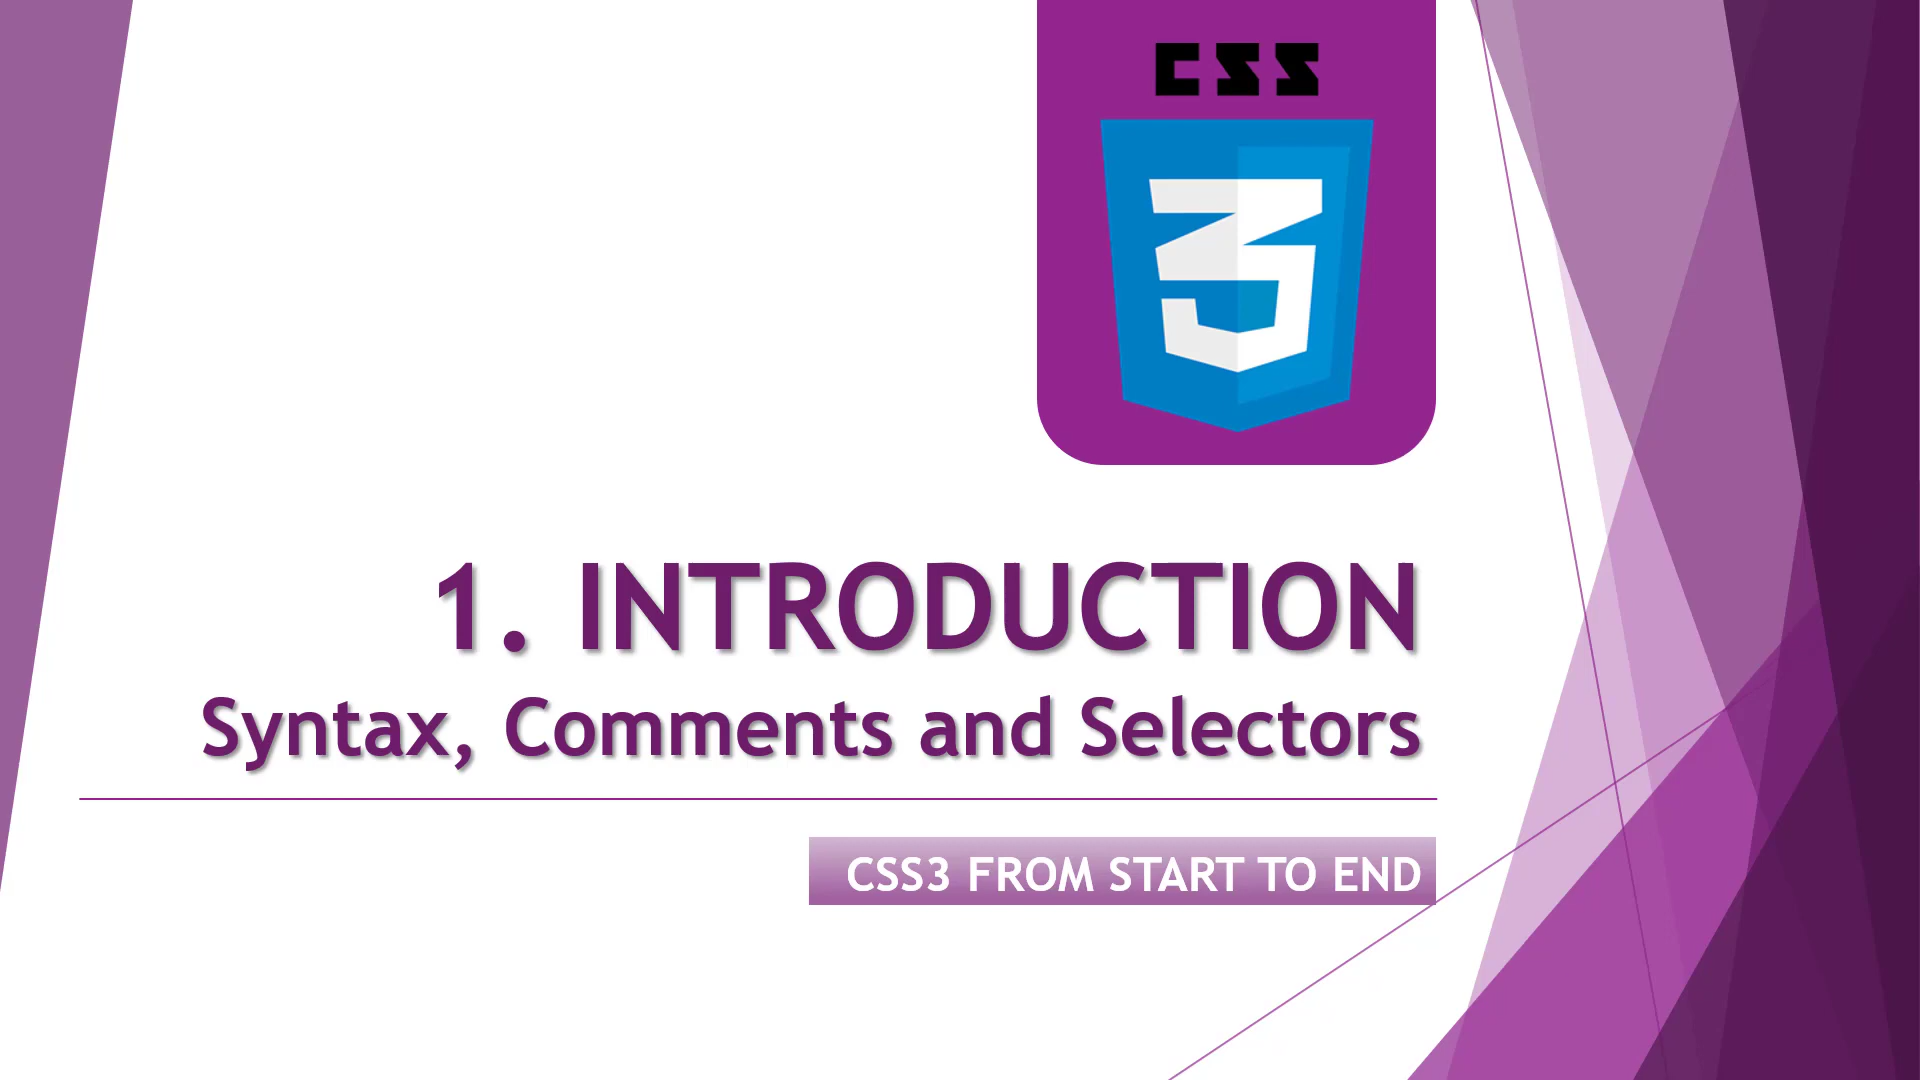 CSS
3
1. INTRODUCTION
Syntax, Comments and Selectors
CSS3 FROM START TO END